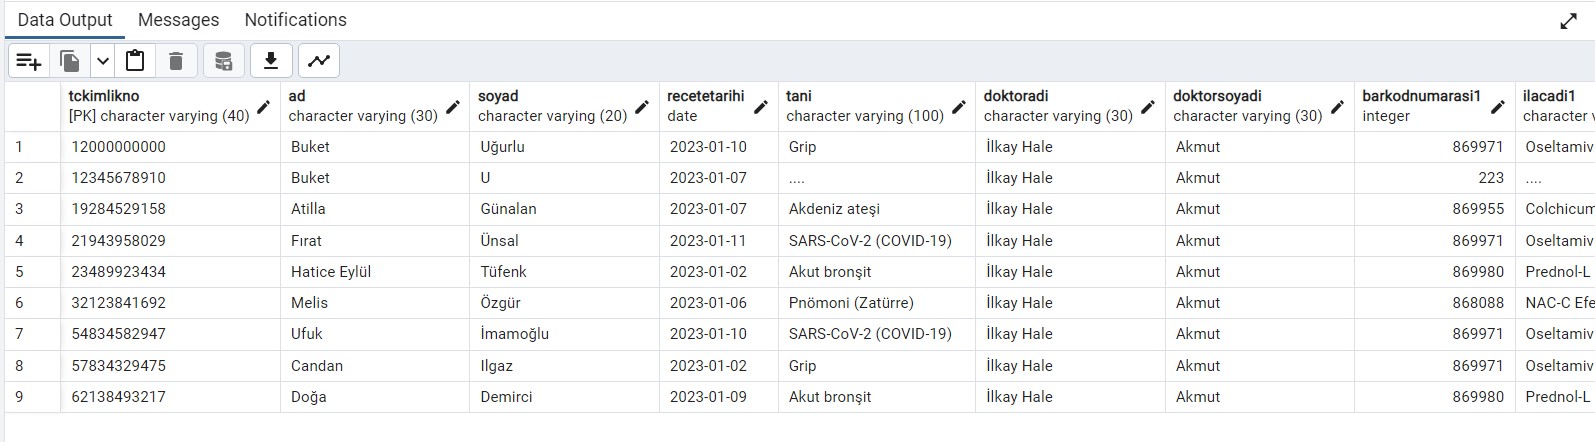 Data Output Messages Notifications
tckimlikno ad soyad recetetarihi tani doktoradi doktorsoyadi barkodnumarasi1 ilacadi1
[PK] character varying (40) character varying (30) character varying (20) date character varying (100) character varying (30) character varying (30) integer character v
1 12000000000 Buket Uğurlu 2023-01-10 Grip İlkay Hale Akmut 869971 Oseltamiv
2 12345678910 Buket U 2023-01-07 .... İlkay Hale Akmut 223 ....
3 19284529158 Atilla Günalan 2023-01-07 Akdeniz ateşi İlkay Hale Akmut 869955 Colchicum
4 21943958029 Fırat Ünsal 2023-01-11 SARS-CoV-2 (COVID-19) İlkay Hale Akmut 869971 Oseltamiv
5 23489923434 Hatice Eylül Tüfenk 2023-01-02 Akut bronşit İlkay Hale Akmut 869980 Prednol-L
6 32123841692 Melis Özgür 2023-01-06 Pnömoni (Zatürre) İlkay Hale Akmut 868088 NAC-C Efe
7 54834582947 Ufuk İmamoğlu 2023-01-10 SARS-CoV-2 (COVID-19) İlkay Hale Akmut 869971 Oseltamiv
8 57834329475 Candan Ilgaz 2023-01-02 Grip İlkay Hale Akmut 869971 Oseltamiv
9 62138493217 Doğa Demirci 2023-01-09 Akut bronşit İlkay Hale Akmut 869980 Prednol-L